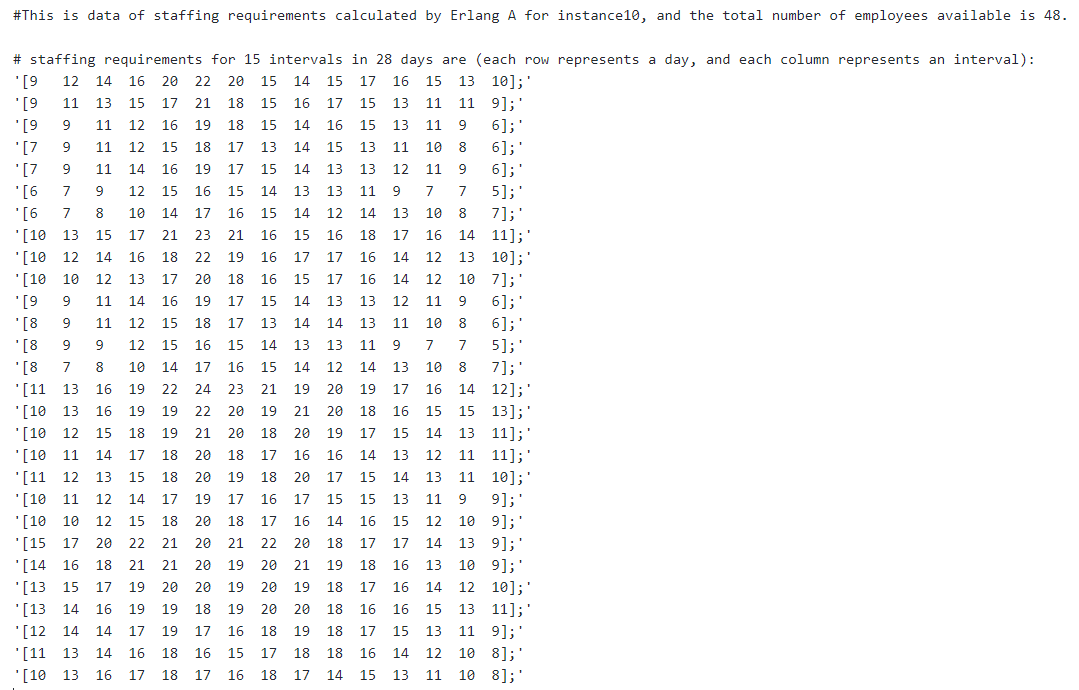 #This is data of staffing requirements calculated by Erlang A for instance10, and the total number of employees available is 48.
# staffing requirements for 15 intervals in 28 days are (each row represents a day, and each column represents an interval):
'[9 12 14 16 20 22 20 15 14 15 17 16 15 13 10];'
'[9 11 13 15 17 21 18 15 16 17 15 13 11 11 9];'
'[9 9 11 12 16 19 18 15 14 16 15 13 11 9 6];'
'[7 9 11 12 15 18 17 13 14 15 13 11 10 8 6];'
'[7 9 11 14 16 19 17 15 14 13 13 12 11 9 6];'
'[6 7 9 12 15 16 15 14 13 13 11 9 7 7 5];'
'[6 7 8 10 14 17 16 15 14 12 14 13 10 8 7];'
'[10 13 15 17 21 23 21 16 15 16 18 17 16 14 11];'
'[10 12 14 16 18 22 19 16 17 17 16 14 12 13 10];'
'[10 10 12 13 17 20 18 16 15 17 16 14 12 10 7];'
'[9 9 11 14 16 19 17 15 14 13 13 12 11 9 6];'
'[8 9 11 12 15 18 17 13 14 14 13 11 10 8 6];'
'[8 9 9 12 15 16 15 14 13 13 11 9 7 7 5];'
'[8 7 8 10 14 17 16 15 14 12 14 13 10 8 7];'
'[11 13 16 19 22 24 23 21 19 20 19 17 16 14 12];'
'[10 13 16 19 19 22 20 19 21 20 18 16 15 15 13];'
'[10 12 15 18 19 21 20 18 20 19 17 15 14 13 11];'
'[10 11 14 17 18 20 18 17 16 16 14 13 12 11 11];'
'[11 12 13 15 18 20 19 18 20 17 15 14 13 11 10];'
'[10 11 12 14 17 19 17 16 17 15 15 13 11 9 9];'
'[10 10 12 15 18 20 18 17 16 14 16 15 12 10 9];'
'[15 17 20 22 21 20 21 22 20 18 17 17 14 13 9];'
'[14 16 18 21 21 20 19 20 21 19 18 16 13 10 9];'
'[13 15 17 19 20 20 19 20 19 18 17 16 14 12 10];'
'[13 14 16 19 19 18 19 20 20 18 16 16 15 13 11];'
'[12 14 14 17 19 17 16 18 19 18 17 15 13 11 9];'
'[11 13 14 16 18 16 15 17 18 18 16 14 12 10 8];'
'[10 13 16 17 18 17 16 18 17 14 15 13 11 10 8];'